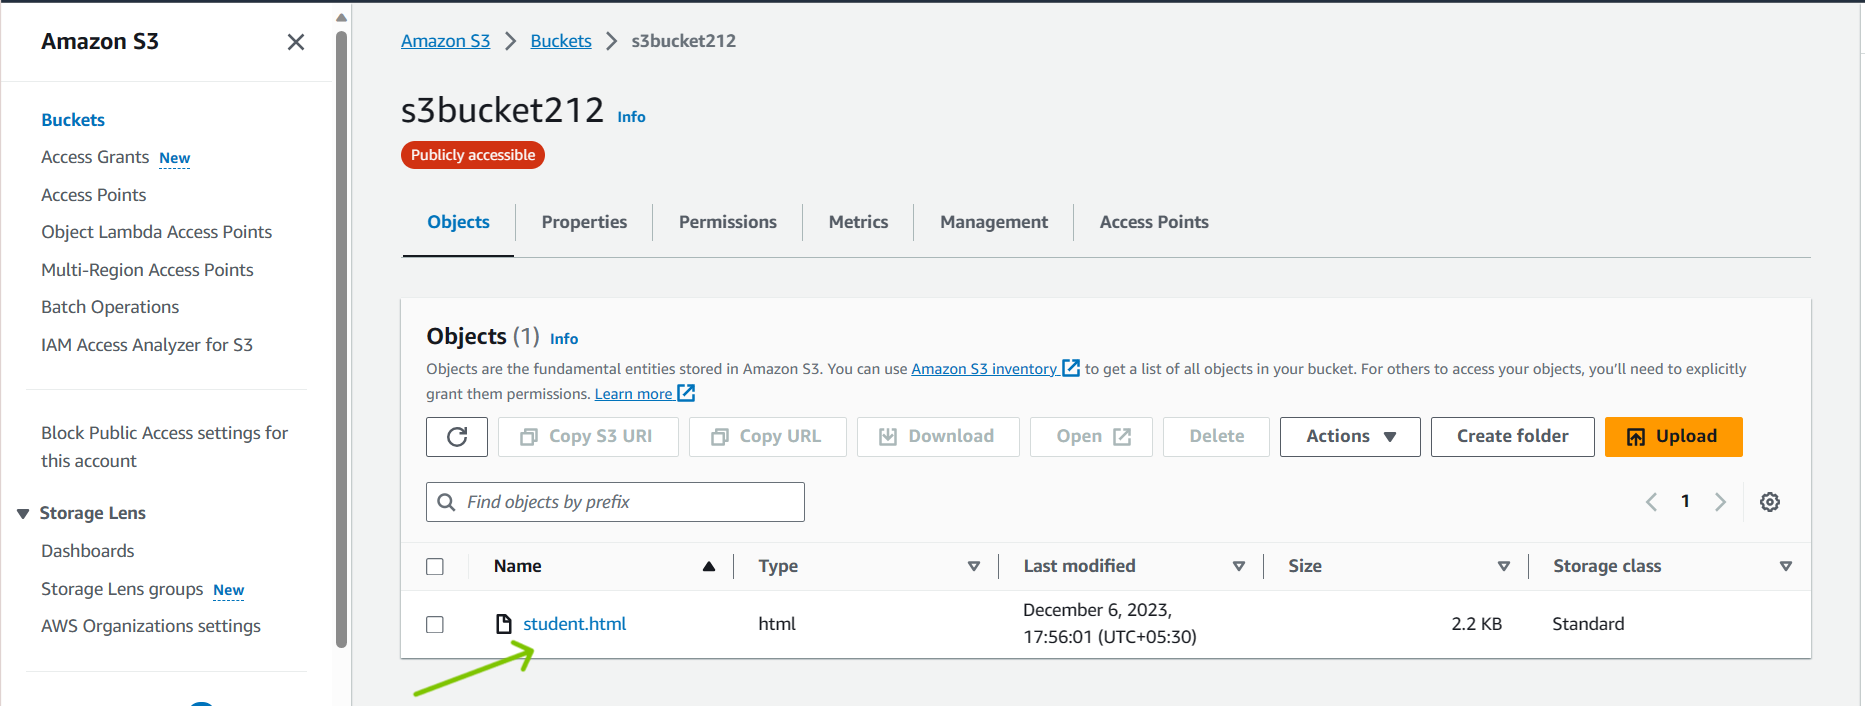 Amazon S3
Buckets
Access Grants New
Access Points
Object Lambda Access Points
Multi-Region Access Points
Batch Operations
IAM Access Analyzer for S3
Block Public Access settings for
this account
Storage Lens
Dashboards
Storage Lens groups New
AWS Organizations settings
Amazon S3 > Buckets > s3bucket212
s3bucket212 Info
Publicly accessible
Objects Properties Permissions Metrics Management Access Points
Objects (1) Info
Objects are the fundamental entities stored in Amazon S3. You can use Amazon S3 inventory to get a list of all objects in your bucket. For others to access your objects, you'll need to explicitly
grant them permissions. Learn more
Copy S3 URI Copy URL Download Open Delete Actions Create folder Upload
Find objects by prefix
1
Name Type Last modified Size Storage class
student.html html December 6, 2023, 2.2 KB Standard
17:56:01 (UTC+05:30)